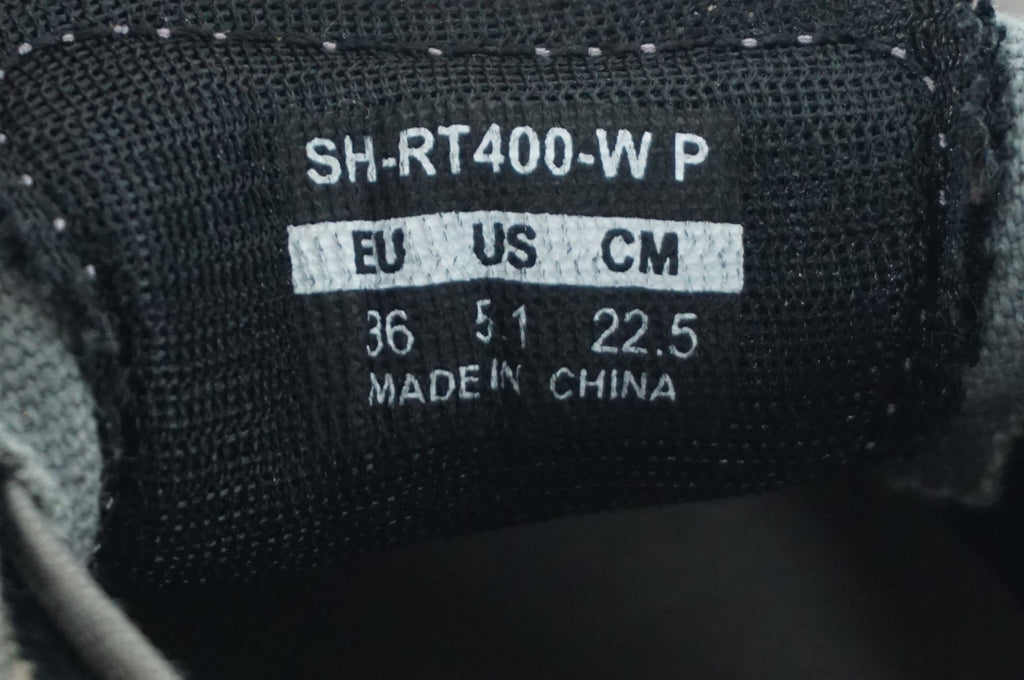 SH-RT400-W P
EU US CM
36 5.1 22.5
MADE IN CHINA